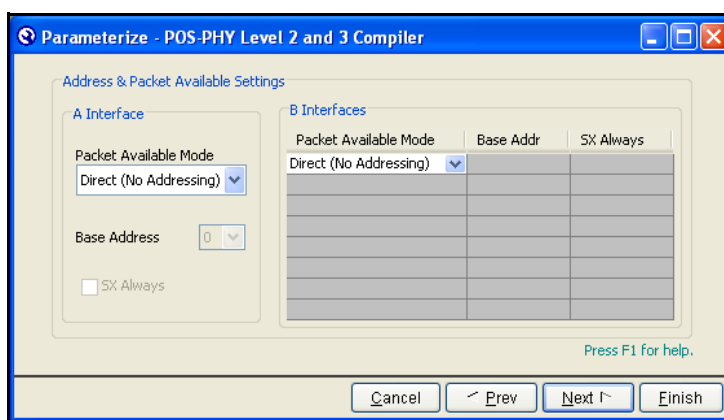 Parameterize - POS-PHY Level 2 and 3 Compiler
Address & Packet Available Settings
A Interface
Packet Available Mode
Direct (No Addressing)
Base Address
0
SX Always
B Interfaces
Packet Available Mode Base Addr SX Always
Direct (No Addressing)
Press F1 for help.
Cancel Prev Next Finish